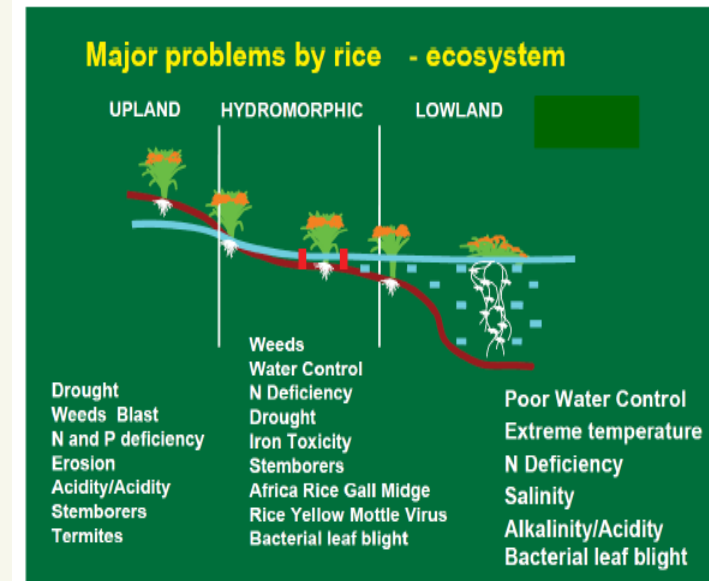 Major problems by rice - ecosystem
UPLAND
HYDROMORPHIC
LOWLAND
Drought
Weeds Blast
N and P deficiency
Erosion
Acidity/Acidity
Stemborers
Termites
Weeds
Water Control
N Deficiency
Drought
Iron Toxicity
Stemborers
Africa Rice Gall Midge
Rice Yellow Mottle Virus
Bacterial leaf blight
Poor Water Control
Extreme temperature
N Deficiency
Salinity
Alkalinity/Acidity
Bacterial leaf blight